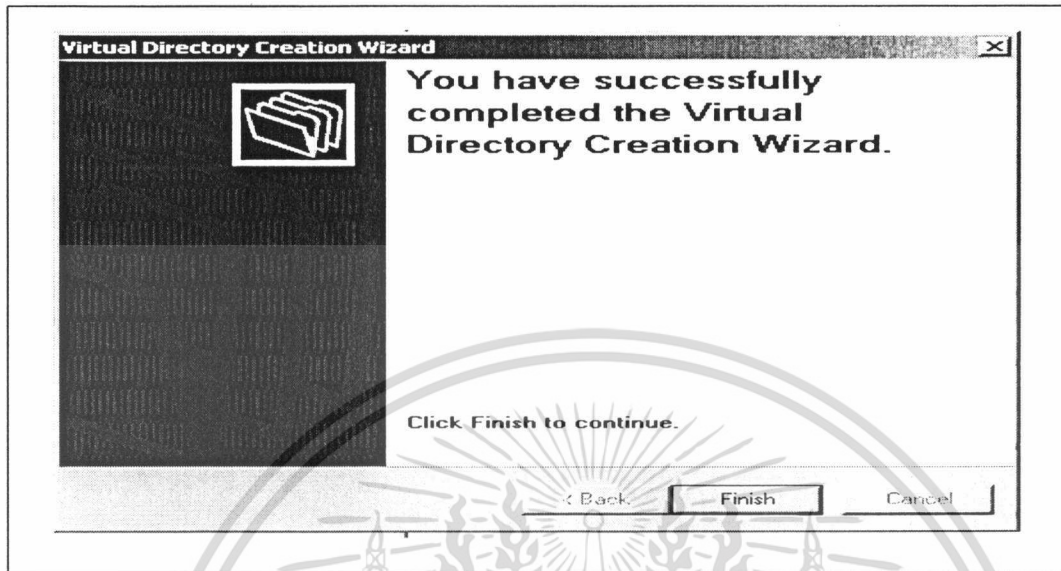 Virtual Directory Creation Wizard
You have successfully
completed the Virtual
Directory Creation Wizard.
Click Finish to continue.
< Back Finish Cancel